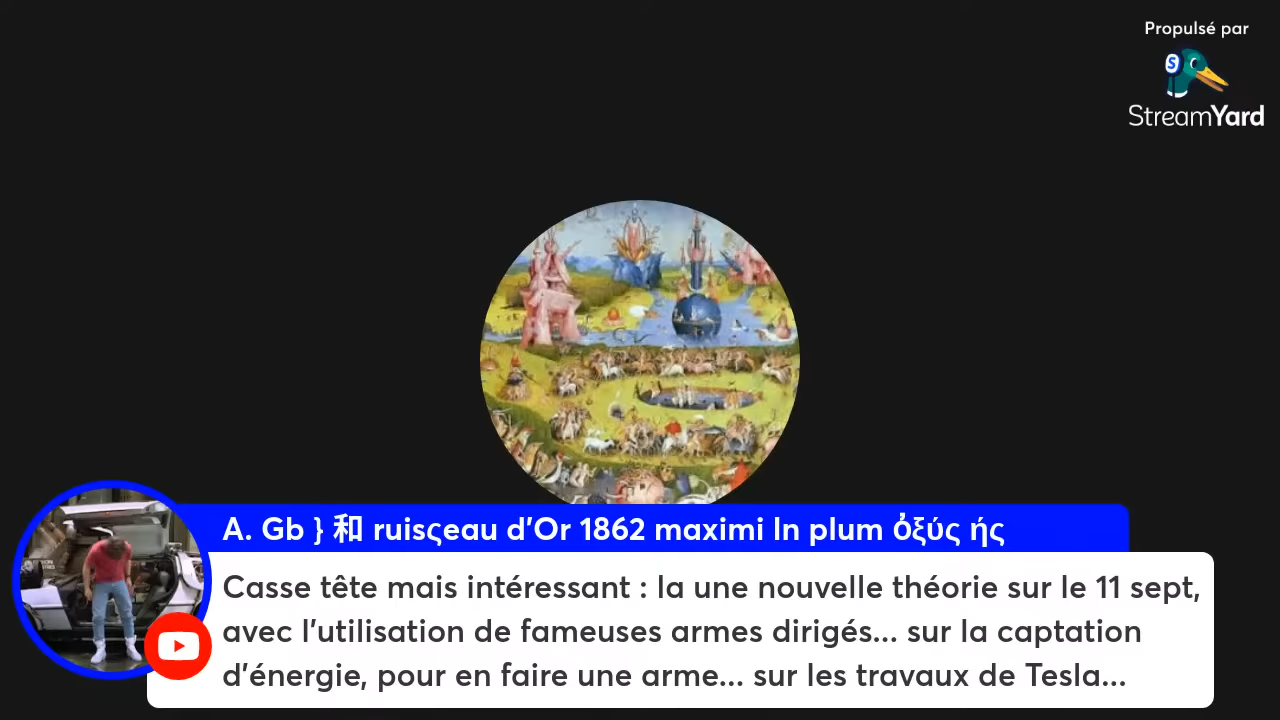 Propulsé par
StreamYard
A. Gb } 和 ruisςeau d'Or 1862 maximi ln plum ὀξύς ής
Casse tête mais intéressant : la une nouvelle théorie sur le 11 sept,
avec l'utilisation de fameuses armes dirigés... sur la captation
d'énergie, pour en faire une arme... sur les travaux de Tesla...